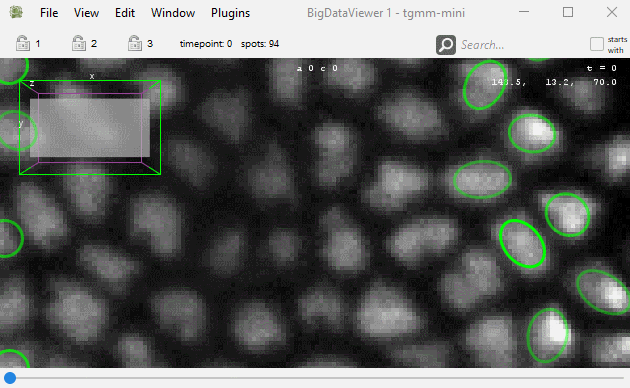 File Edit Window Plugins BigDataViewer 1 - tgmm-mini
1 2 3 timepoint: 0 spots: 94 Search... starts with
a 0 c 0 t = 0
143.5, 13.2, 70.0
x
z
y